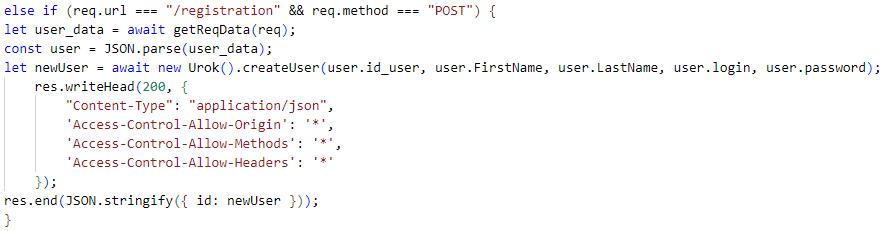 else if (req.url === "/registration" && req.method === "POST") {
let user_data = await getReqData(req);
const user = JSON.parse(user_data);
let newUser = await new Urok().createUser(user.id_user, user.FirstName, user.LastName, user.login, user.password);
    res.writeHead(200, {
        "Content-Type": "application/json",
        'Access-Control-Allow-Origin': '*',
        'Access-Control-Allow-Methods': '*',
        'Access-Control-Allow-Headers': '*'
    });
res.end(JSON.stringify({ id: newUser }));
}